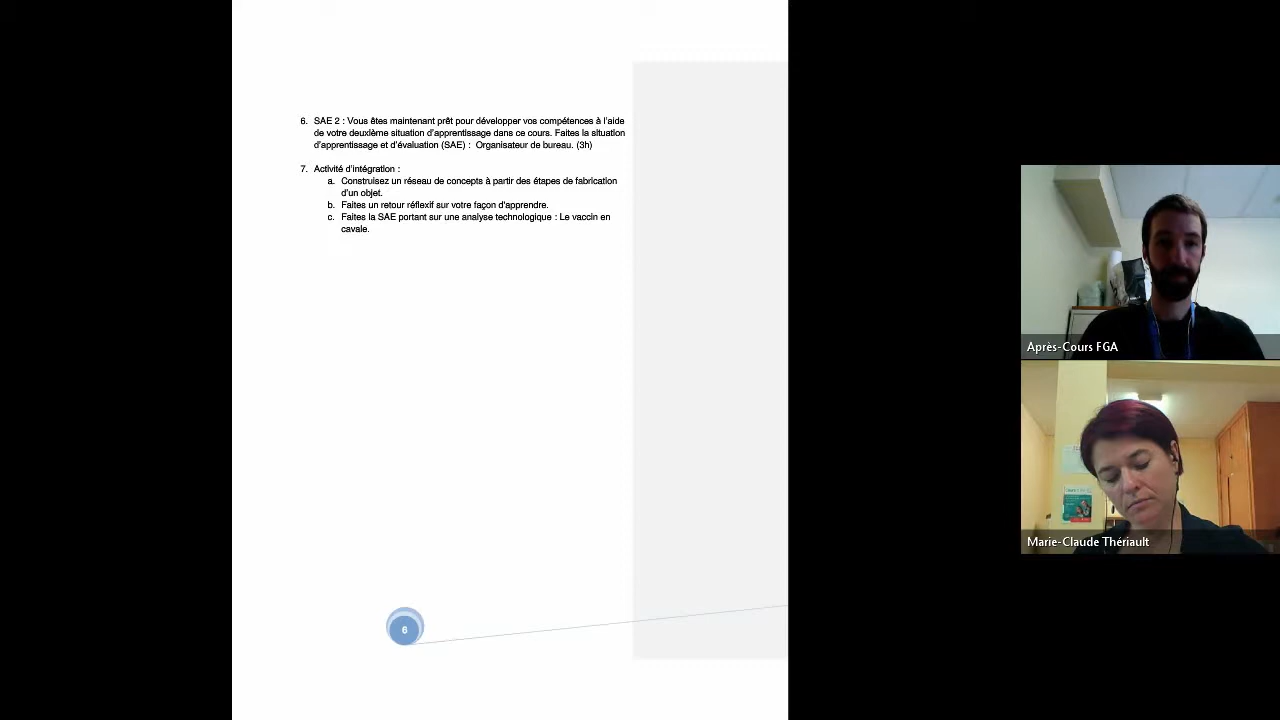 6. SAE 2 : Vous êtes maintenant prêt pour développer vos compétences à l'aide
de votre deuxième situation d'apprentissage dans ce cours. Faites la situation
d'apprentissage et d'évaluation (SAE) : Organisateur de bureau. (3h)
7. Activité d'intégration :
a. Construisez un réseau de concepts à partir des étapes de fabrication
d'un objet.
b. Faites un retour réflexif sur votre façon d'apprendre.
c. Faites la SAE portant sur une analyse technologique : Le vaccin en
cavale.
6
Après-Cours FGA
Marie-Claude Thériault